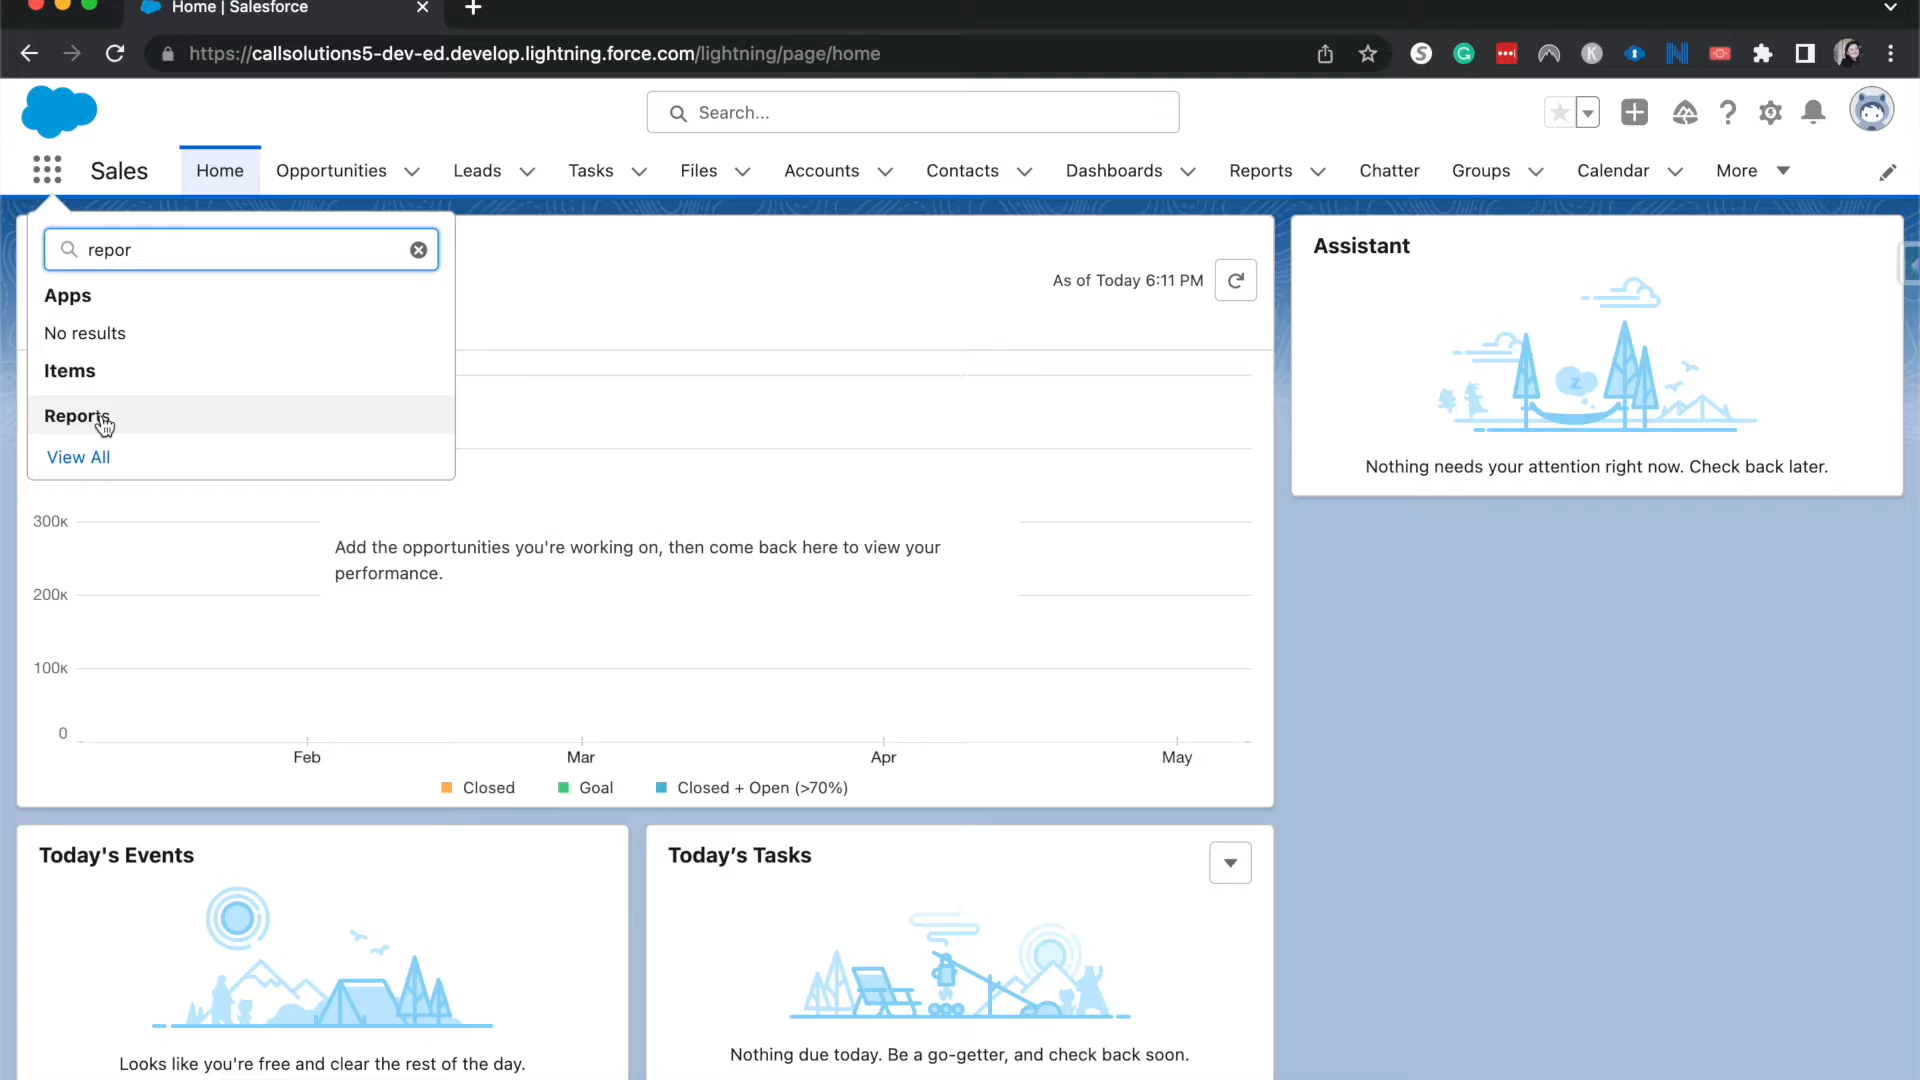 Home | Salesforce
https://callsolutions5-dev-ed.develop.lightning.force.com/lightning/page/home
Search...
Sales
Home
Opportunities
Leads
Tasks
Files
Accounts
Contacts
Dashboards
Reports
Chatter
Groups
Calendar
More
repor
Apps
No results
Items
Reports
View All
As of Today 6:11 PM
Add the opportunities you're working on, then come back here to view your
performance.
300K
200K
100K
0
Feb
Mar
Apr
May
Closed
Goal
Closed + Open (>70%)
Assistant
Nothing needs your attention right now. Check back later.
Today's Events
Looks like you're free and clear the rest of the day.
Today’s Tasks
Nothing due today. Be a go-getter, and check back soon.